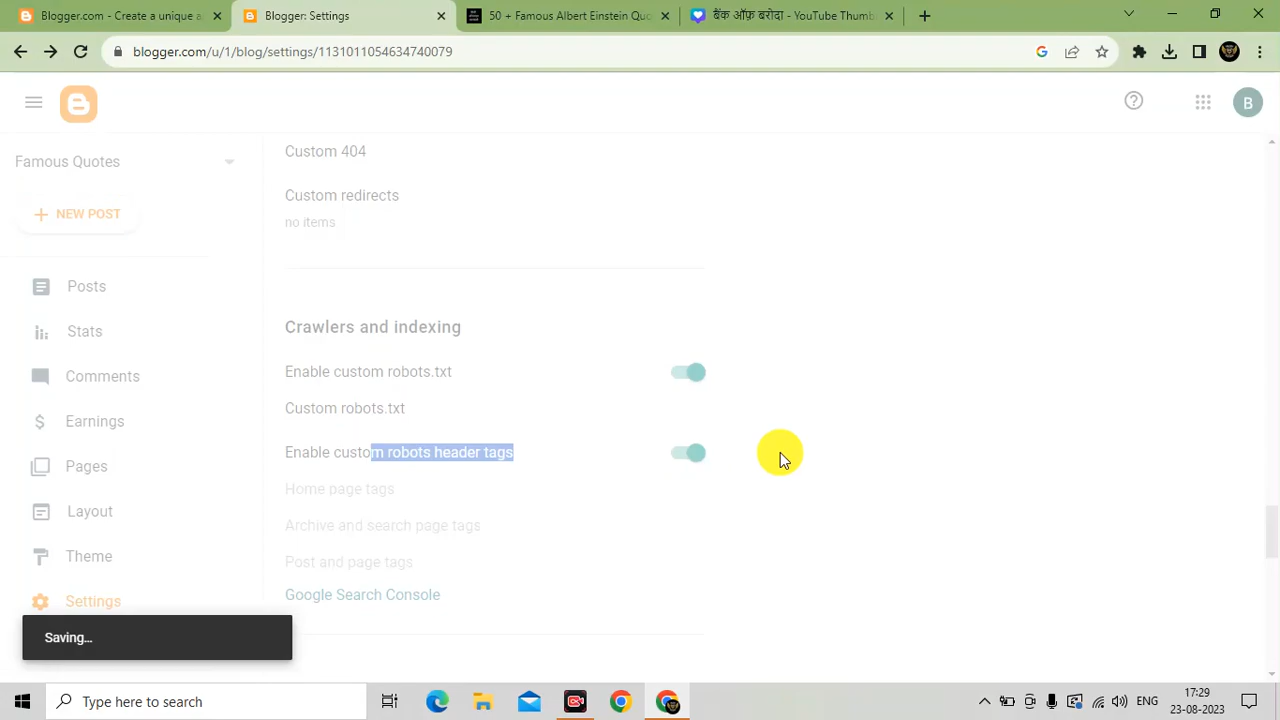 Blogger - Create a unique a
Blogger: Settings
50 + Famous Albert Einstein Quo
बैंक ऑफ़ बरोदा - YouTube Thumb
blogger.com/u/1/blog/settings/1131011054634740079
B
Famous Quotes
NEW POST
Posts
Stats
Comments
Earnings
Pages
Layout
Theme
Settings
Custom 404
Custom redirects
no items
Crawlers and indexing
Enable custom robots.txt
Custom robots.txt
Enable custom robots header tags
Home page tags
Archive and search page tags
Post and page tags
Google Search Console
Saving...
Type here to search
ENG
17:29
23-08-2023